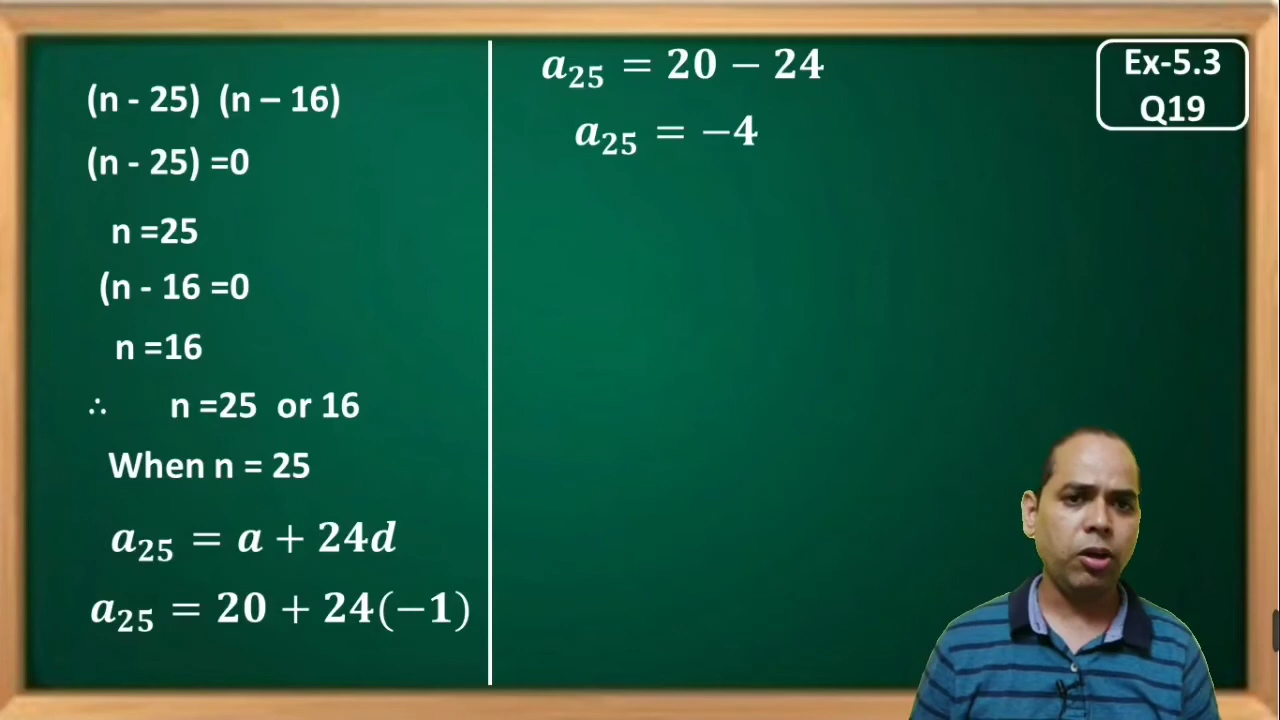 (n - 25) (n – 16)
(n - 25) =0
n =25
(n - 16 =0
n =16
∴ n =25 or 16
When n = 25
a₂₅ = a + 24d
a₂₅ = 20 + 24(−1)
a₂₅ = 20 − 24
a₂₅ = −4
Ex-5.3
Q19